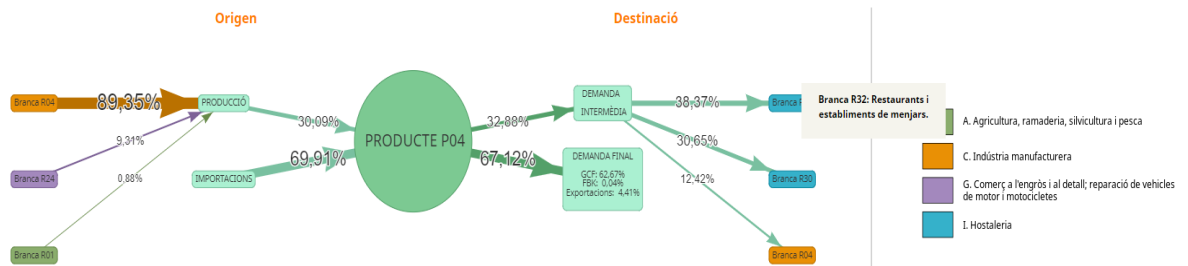 Origen
Destinació
Branca R04
89,35%
PRODUCCIÓ
30,09%
9,31%
Branca R24
0,88%
Branca R01
IMPORTACIONS
69,91%
PRODUCTE P04
32,88%
67,12%
DEMANDA
INTERMÈDIA
DEMANDA FINAL
GCF: 62,67%
FBK: 0,04%
Exportacions: 4,41%
38,37%
30,65%
12,42%
Branca
Branca R30
Branca R04
Branca R32: Restaurants i
establiments de menjars.
A. Agricultura, ramaderia, silvicultura i pesca
C. Indústria manufacturera
G. Comerç a l'engròs i al detall; reparació de vehicles
de motor i motocicletes
I. Hostaleria